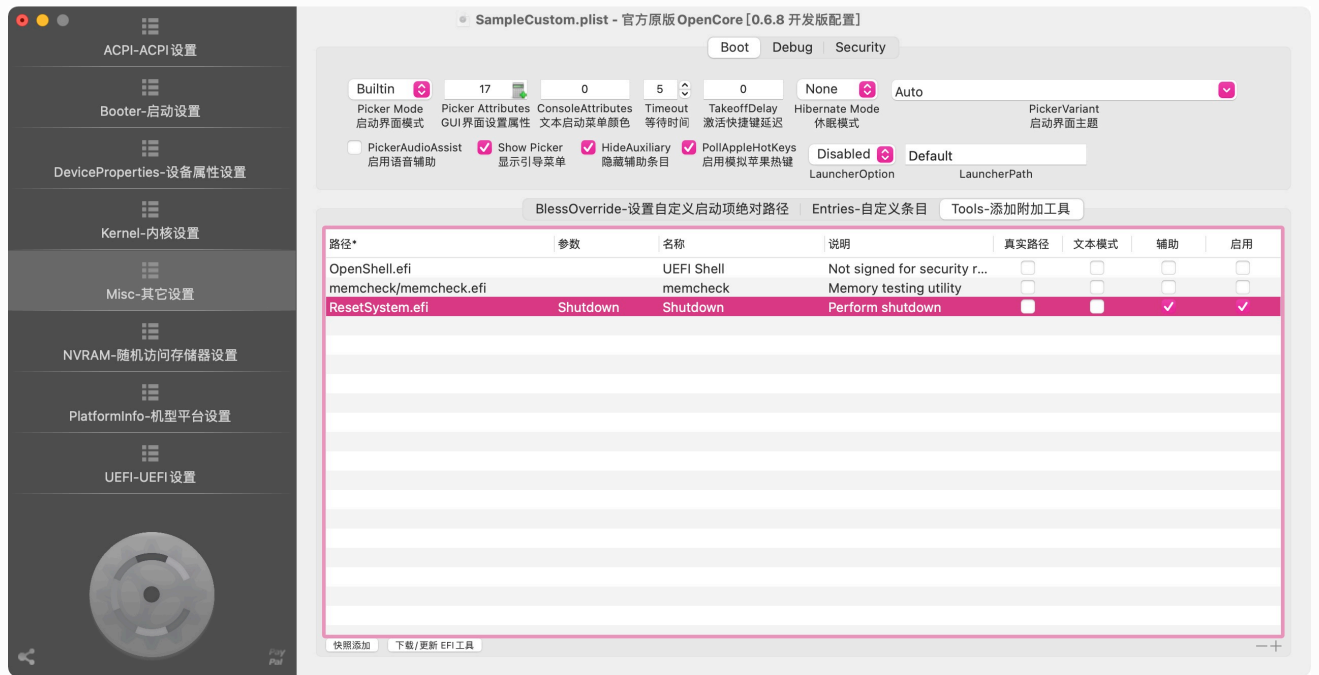 SampleCustom.plist - 官方原版 OpenCore [0.6.8 开发版配置]
ACPI-ACPI 设置
Booter-启动设置
DeviceProperties-设备属性设置
Kernel-内核设置
Misc-其它设置
NVRAM-随机访问存储器设置
PlatformInfo-机型平台设置
UEFI-UEFI 设置
Pay
Pal
Boot Debug Security
Builtin 17 0 5 0 None Auto
Picker Mode Picker Attributes ConsoleAttributes Timeout TakeoffDelay Hibernate Mode PickerVariant
启动界面模式 GUI界面设置属性 文本启动菜单颜色 等待时间 激活快捷键延迟 休眠模式 启动界面主题
PickerAudioAssist Show Picker HideAuxiliary PollAppleHotKeys
启用语音辅助 显示引导菜单 隐藏辅助条目 启用模拟苹果热键
Disabled Default
LauncherOption LauncherPath
BlessOverride-设置自定义启动项绝对路径 Entries-自定义条目 Tools-添加附加工具
路径* 参数 名称 说明 真实路径 文本模式 辅助 启用
OpenShell.efi UEFI Shell Not signed for security r...
memcheck/memcheck.efi memcheck Memory testing utility
ResetSystem.efi Shutdown Shutdown Perform shutdown
快照添加 下载/更新 EFI工具